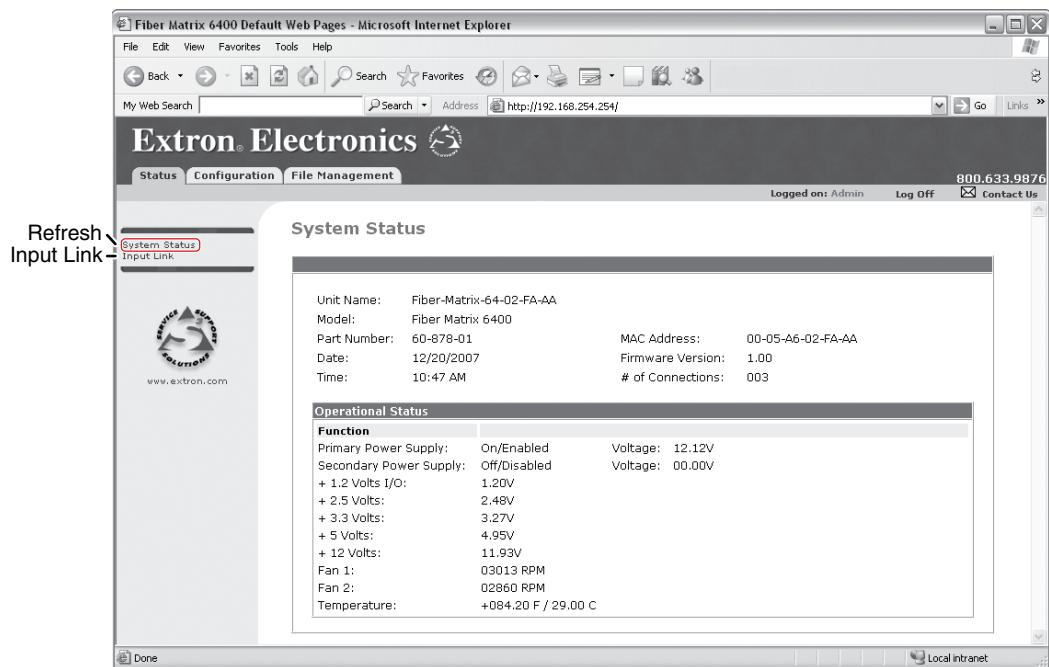 Fiber Matrix 6400 Default Web Pages - Microsoft Internet Explorer
File Edit View Favorites Tools Help
Back Search Favorites
My Web Search Search Address http://192.168.254.254/ Go Links »
Extron® Electronics
Status Configuration File Management
800.633.9876
Logged on: Admin Log Off Contact Us
Refresh
Input Link
System Status
Input Link
SERVICE SUPPORT SOLUTIONS
www.extron.com
System Status
Unit Name: Fiber-Matrix-64-02-FA-AA
Model: Fiber Matrix 6400
Part Number: 60-878-01 MAC Address: 00-05-A6-02-FA-AA
Date: 12/20/2007 Firmware Version: 1.00
Time: 10:47 AM # of Connections: 003
Operational Status
Function
Primary Power Supply: On/Enabled Voltage: 12.12V
Secondary Power Supply: Off/Disabled Voltage: 00.00V
+ 1.2 Volts I/O: 1.20V
+ 2.5 Volts: 2.48V
+ 3.3 Volts: 3.27V
+ 5 Volts: 4.95V
+ 12 Volts: 11.93V
Fan 1: 03013 RPM
Fan 2: 02860 RPM
Temperature: +084.20 F / 29.00 C
Done Local intranet